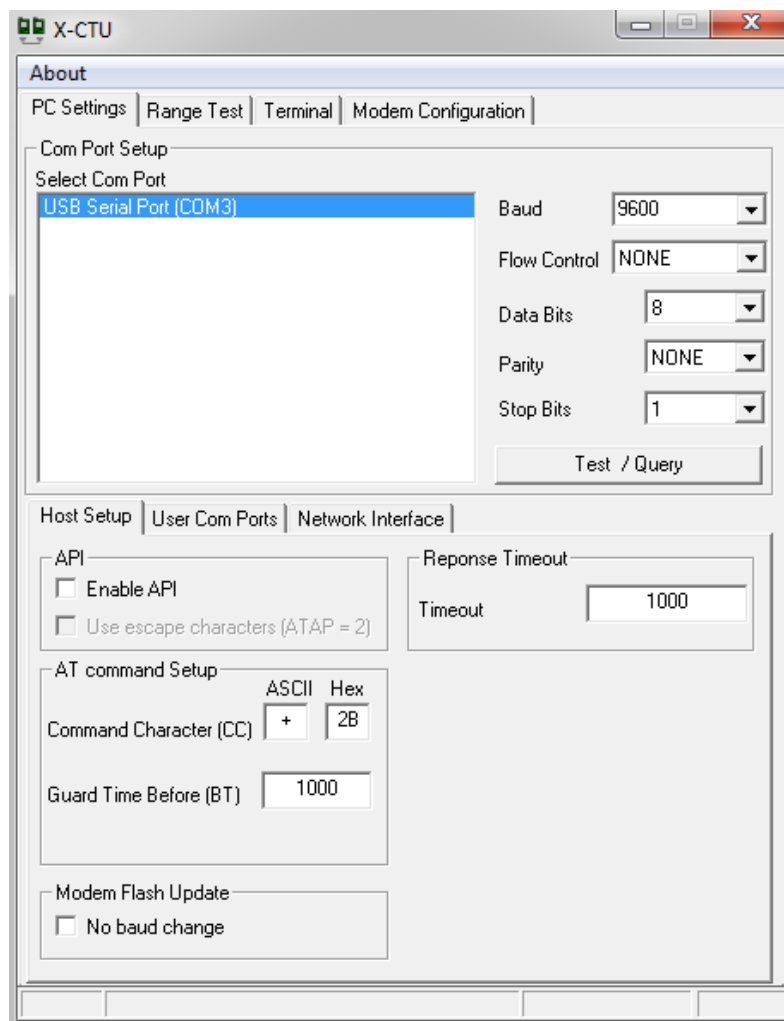 X-CTU
About
PC Settings Range Test Terminal Modem Configuration
Com Port Setup
Select Com Port
USB Serial Port (COM3)
Baud 9600
Flow Control NONE
Data Bits 8
Parity NONE
Stop Bits 1
Test / Query
Host Setup User Com Ports Network Interface
API
Enable API
Use escape characters (ATAP = 2)
Reponse Timeout
Timeout 1000
AT command Setup
ASCII Hex
Command Character (CC) + 2B
Guard Time Before (BT) 1000
Modem Flash Update
No baud change